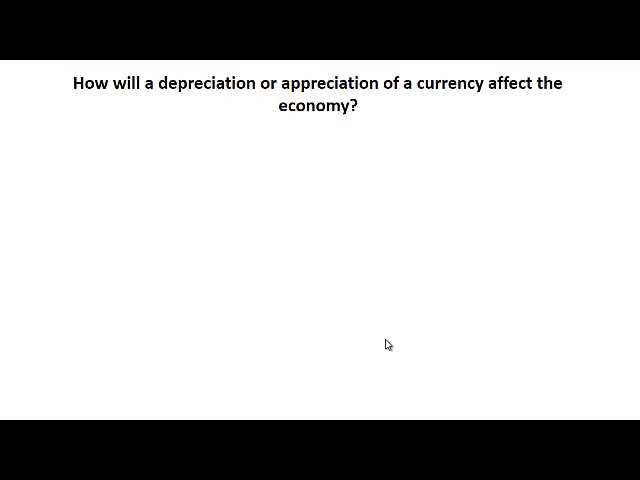 How will a depreciation or appreciation of a currency affect the
economy?